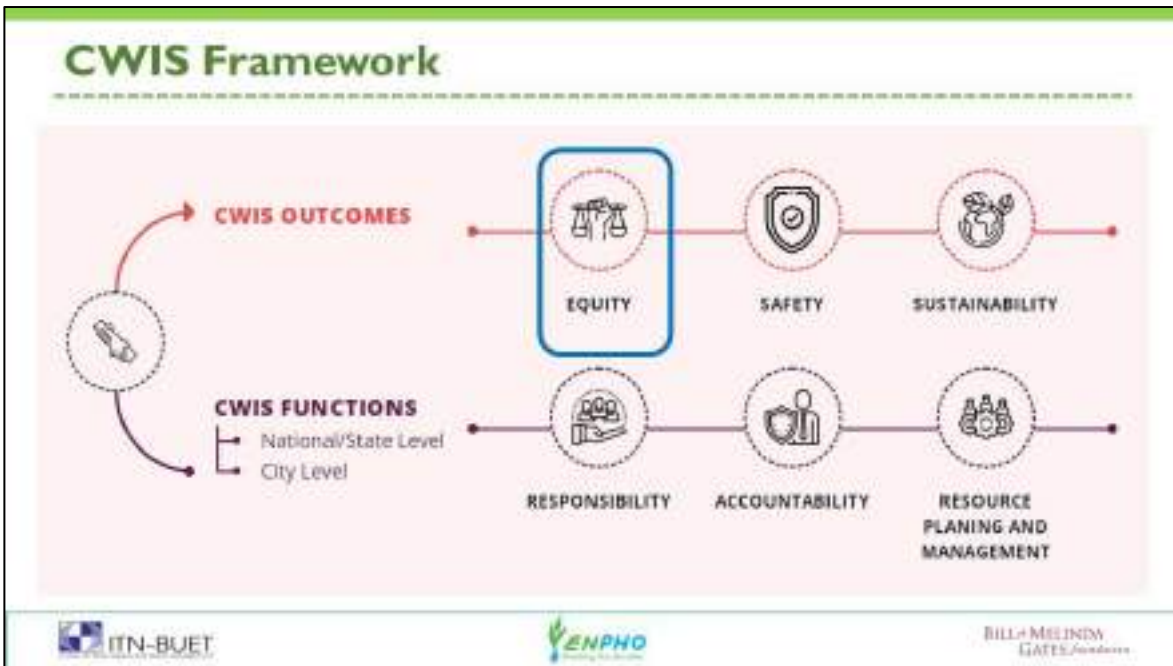 CWIS Framework
CWIS OUTCOMES
EQUITY
SAFETY
SUSTAINABILITY
CWIS FUNCTIONS
National/State Level
City Level
RESPONSIBILITY
ACCOUNTABILITY
RESOURCE
PLANING AND
MANAGEMENT
ITN-BUET
ENPHO
BILL & MELINDA
GATES foundation